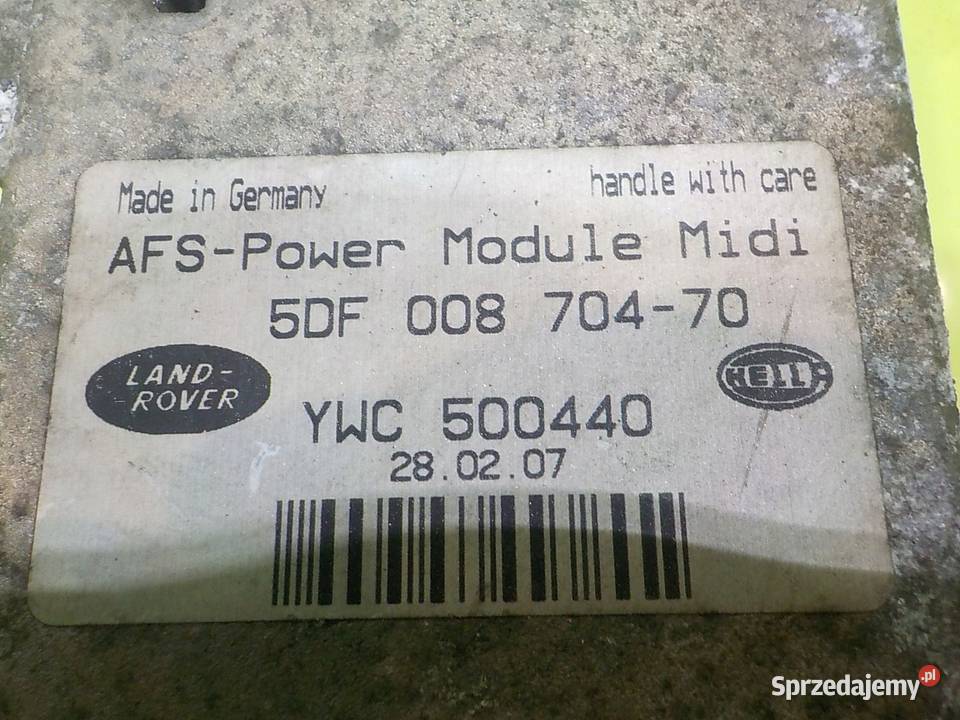 Made in Germany handle with care
AFS-Power Module Midi
5DF 008 704-70
LAND-
ROVER
HELLA
YWC 500440
28.02.07
Sprzedajemy.pl